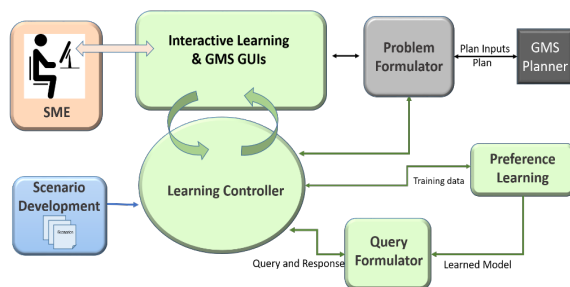 Interactive Learning
& GMS GUIs
SME
Problem
Formulator
Plan Inputs
Plan
GMS
Planner
Learning Controller
Scenario
Development
Preference
Learning
Training data
Query
Formulator
Query and Response
Learned Model